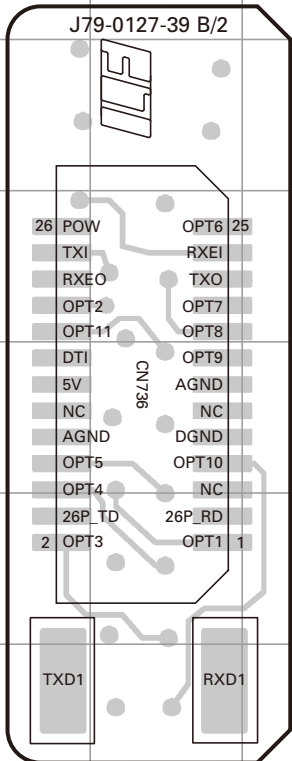 J79-0127-39 B/2
26 POW OPT6 25
TXI RXEI
RXEO TXO
OPT2 OPT7
OPT11 OPT8
DTI OPT9
5V AGND
NC NC
AGND DGND
OPT5 OPT10
OPT4 NC
26P_TD 26P_RD
2 OPT3 OPT1 1
CN736
TXD1 RXD1